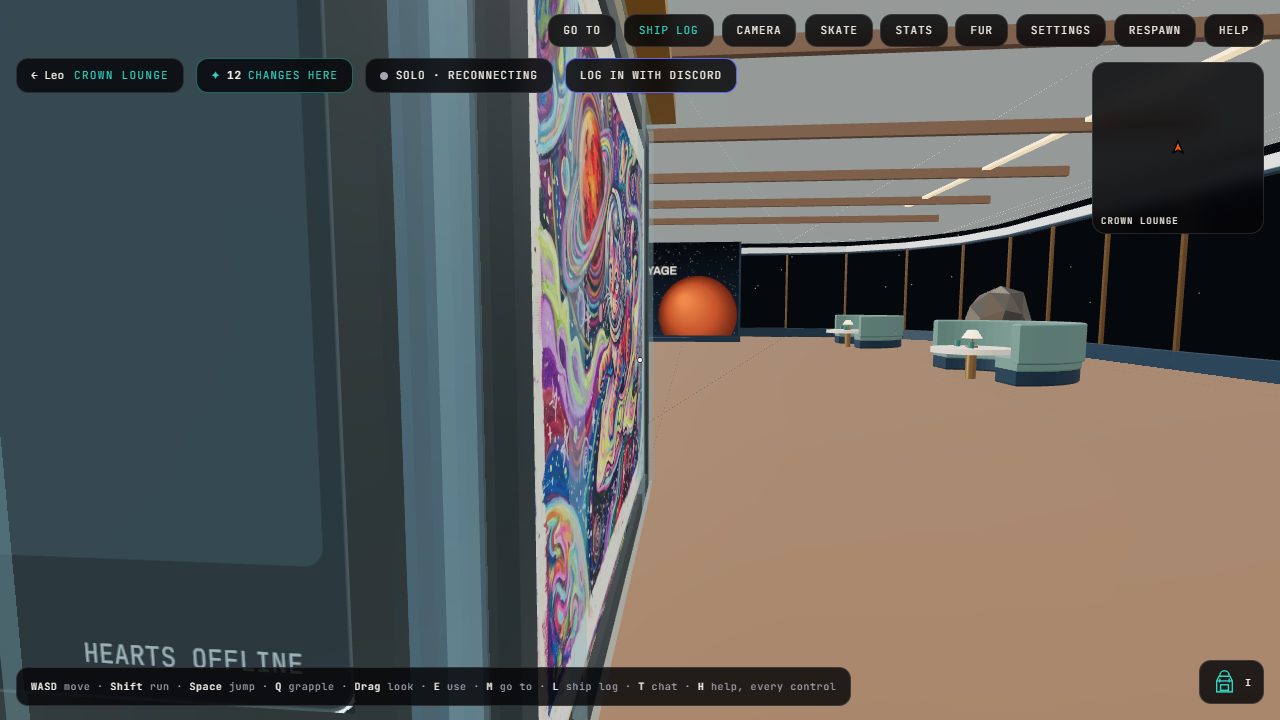 GO TO
SHIP LOG
CAMERA
SKATE
STATS
FUR
SETTINGS
RESPAWN
HELP
← Leo CROWN LOUNGE
✦ 12 CHANGES HERE
● SOLO · RECONNECTING
LOG IN WITH DISCORD
CROWN LOUNGE
YAGE
HEARTS OFFLINE
WASD move · Shift run · Space jump · Q grapple · Drag look · E use · M go to · L ship log · T chat · H help, every control
I